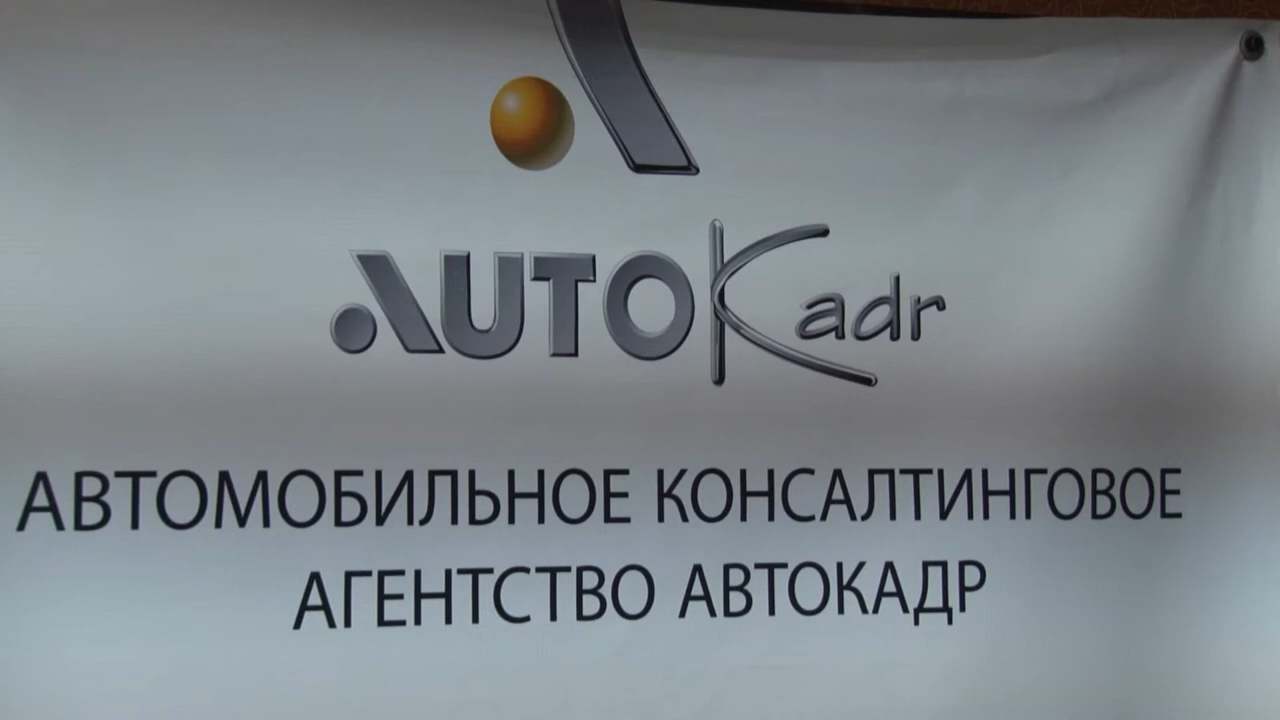 AUTOKadr
АВТОМОБИЛЬНОЕ КОНСАЛТИНГОВОЕ
АГЕНТСТВО АВТОКАДР